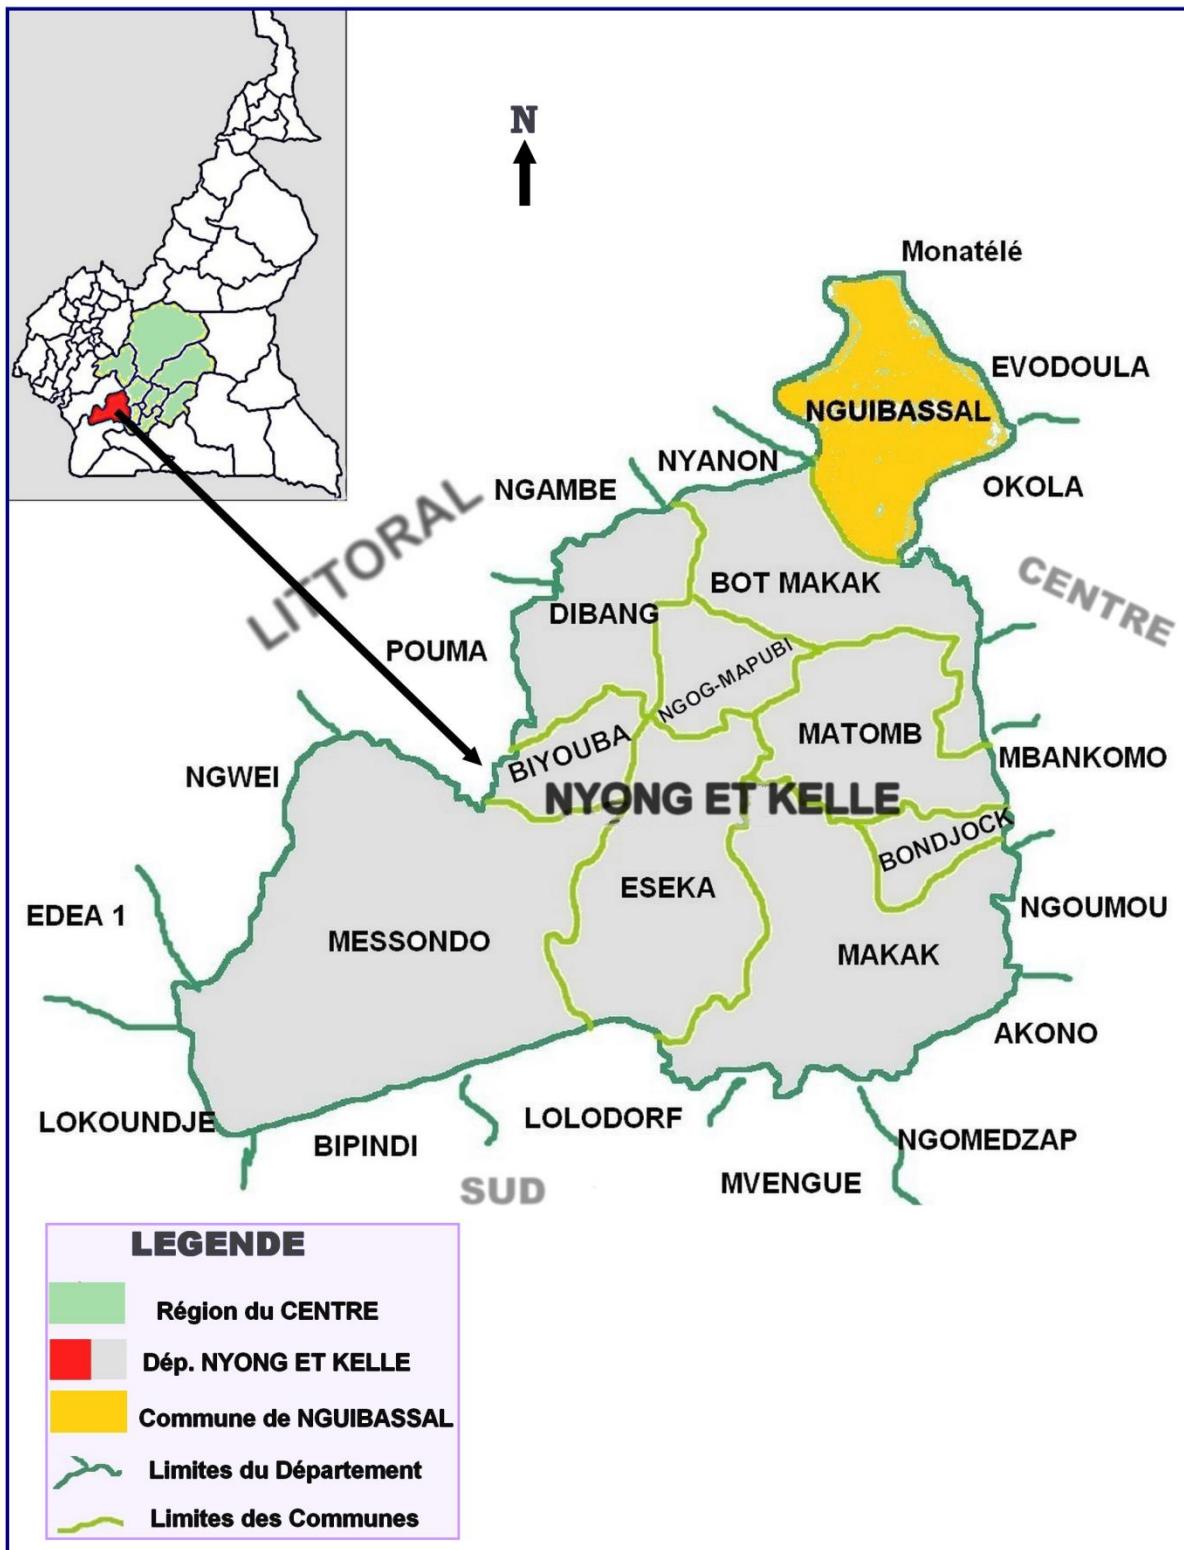 N
Monatélé
EVODOULA
NGUIBASSAL
NYANON
NGAMBE
OKOLA
LITTORAL
CENTRE
BOT MAKAK
DIBANG
POUMA
NGOG-MAPUBI
BIYOUBA
MATOMB
MBANKOMO
NGWEI
NYONG ET KELLE
BONDJOCK
ESEKA
NGOUMOU
EDEA 1
MESSONDO
MAKAK
AKONO
LOKOUNDJE
BIPINDI
LOLODORF
NGOMEDZAP
MVENGUE
SUD
LEGENDE
Région du CENTRE
Dép. NYONG ET KELLE
Commune de NGUIBASSAL
Limites du Département
Limites des Communes